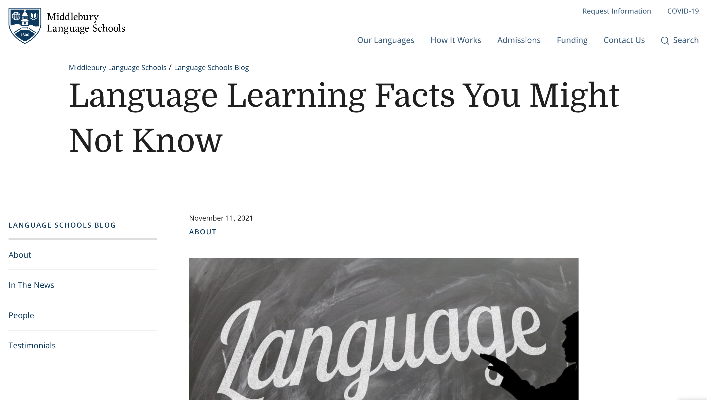 Middlebury
Language Schools
1800
Request Information COVID-19
Our Languages How It Works Admissions Funding Contact Us Search
Middlebury Language Schools / Language Schools Blog
Language Learning Facts You Might
Not Know
LANGUAGE SCHOOLS BLOG
About
In The News
People
Testimonials
November 11, 2021
ABOUT
Language